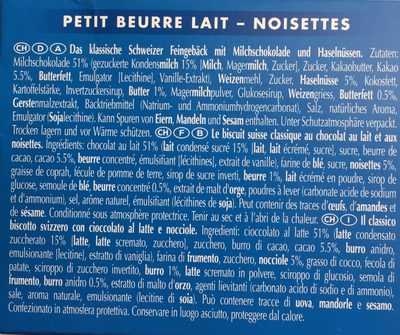 PETIT BEURRE LAIT – NOISETTES
CH D A Das klassische Schweizer Feingebäck mit Milchschokolade und Haselnüssen. Zutaten:
Milchschokolade 51% (gezuckerte Kondensmilch 15% [Milch, Magermilch, Zucker], Zucker, Kakaobutter, Kakao
5.5%, Butterfett, Emulgator [Lecithine], Vanille-Extrakt). Weizenmehl, Zucker, Haselnüsse 5%, Kokosfett,
Kartoffelstärke, Invertzuckersirup, Butter 1%, Magermilchpulver, Glukosesirup, Weizengriess, Butterfett 0.5%,
Gerstenmalzextrakt, Backtriebmittel (Natrium- und Ammoniumhydrogencarbonat), Salz, natürliches Aroma,
Emulgator (Sojalecithine). Kann Spuren von Eiern, Mandeln und Sesam enthalten. Unter Schutzatmosphäre verpackt.
Trocken lagern und vor Wärme schützen. CH F B Le biscuit suisse classique au chocolat au lait et aux
noisettes. Ingrédients: chocolat au lait 51% (lait condensé sucré 15% [lait, lait écrémé, sucre], sucre, beurre de
cacao, cacao 5.5%, beurre concentré, émulsifiant [lécithines], extrait de vanille), farine de blé, sucre, noisettes 5%,
graisse de coprah, fécule de pomme de terre, sirop de sucre inverti, beurre 1%, lait écrémé en poudre, sirop de
glucose, semoule de blé, beurre concentré 0.5%, extrait de malt d'orge, poudres à lever (carbonate acide de sodium
et d'ammonium), sel, arôme naturel, émulsifiant (lécithines de soja). Peut contenir des traces d'œufs, d'amandes et
de sésame. Conditionné sous atmosphère protectrice. Tenir au sec et à l'abri de la chaleur. CH I Il classico
biscotto svizzero con cioccolato al latte e nocciole. Ingredienti: cioccolato al latte 51% (latte condensato
zuccherato 15% [latte, latte scremato, zucchero], zucchero, burro di cacao, cacao 5.5%, burro anidro,
emulsionante [lecitine], estratto di vaniglia), farina di frumento, zucchero, nocciole 5%, grasso di cocco, fecola di
patate, sciroppo di zucchero invertito, burro 1%, latte scremato in polvere, sciroppo di glucosio, semola di
frumento, burro anidro 0.5%, estratto di malto d'orzo, agenti lievitanti (carbonato acido di sodio e d'ammonio),
sale, aroma naturale, emulsionante (lecitine di soia). Può contenere tracce di uova, mandorle e sesamo.
Confezionato in atmosfera protettiva. Conservare in luogo asciutto, proteggere dal calore.